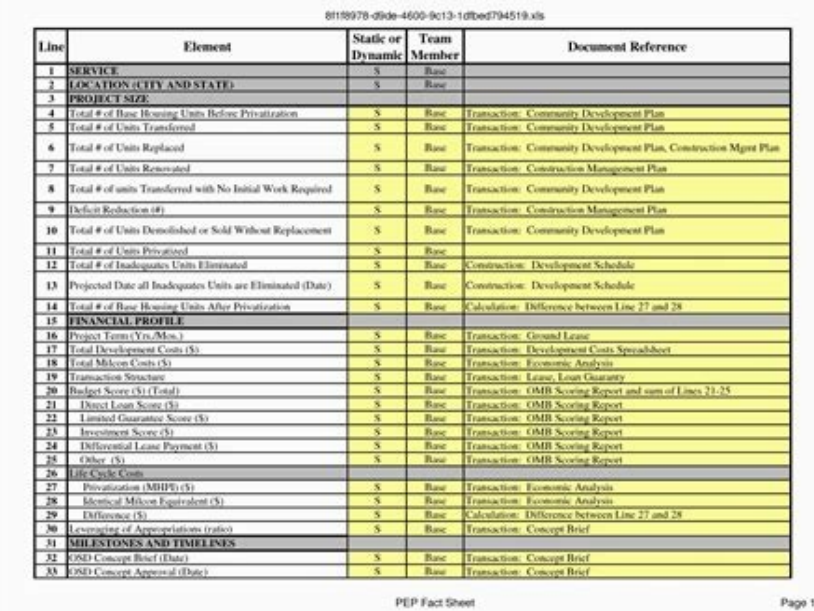 8f1f8978-d9de-4600-9c13-1dfbed794519.xls
Line Element Static or Dynamic Team Member Document Reference
1 SERVICE S Base
2 LOCATION (CITY AND STATE) S Base
3 PROJECT SIZE
4 Total # of Base Housing Units Before Privatization S Base Transaction: Community Development Plan
5 Total # of Units Transferred S Base Transaction: Community Development Plan
6 Total # of Units Replaced S Base Transaction: Community Development Plan, Construction Mgmt Plan
7 Total # of Units Renovated S Base Transaction: Construction Management Plan
8 Total # of units Transferred with No Initial Work Required S Base Transaction: Community Development Plan
9 Deficit Reduction (#) S Base Transaction: Construction Management Plan
10 Total # of Units Demolished or Sold Without Replacement S Base Transaction: Community Development Plan
11 Total # of Units Privatized S Base
12 Total # of Inadequates Units Eliminated S Base Construction: Development Schedule
13 Projected Date all Inadequates Units are Eliminated (Date) S Base Construction: Development Schedule
14 Total # of Base Housing Units After Privatization S Base Calculation: Difference between Line 27 and 28
15 FINANCIAL PROFILE
16 Project Term (Yrs./Mos.) S Base Transaction: Ground Lease
17 Total Development Costs ($) S Base Transaction: Development Costs Spreadsheet
18 Total Milcon Costs ($) S Base Transaction: Economic Analysis
19 Transaction Structure S Base Transaction: Lease, Loan Guaranty
20 Budget Score ($) (Total) S Base Transaction: OMB Scoring Report and sum of Lines 21-25
21 Direct Loan Score ($) S Base Transaction: OMB Scoring Report
22 Limited Guarantee Score ($) S Base Transaction: OMB Scoring Report
23 Investment Score ($) S Base Transaction: OMB Scoring Report
24 Differential Lease Payment ($) S Base Transaction: OMB Scoring Report
25 Other ($) S Base Transaction: OMB Scoring Report
26 Life Cycle Costs
27 Privatization (MHPI) ($) S Base Transaction: Economic Analysis
28 Identical Milcon Equivalent ($) S Base Transaction: Economic Analysis
29 Difference ($) S Base Calculation: Difference between Line 27 and 28
30 Leveraging of Appropriations (ratio) S Base Transaction: Concept Brief
31 MILESTONES AND TIMELINES
32 OSD Concept Brief (Date) S Base Transaction: Concept Brief
33 OSD Concept Approval (Date) S Base Transaction: Concept Brief
PEP Fact Sheet Page 1